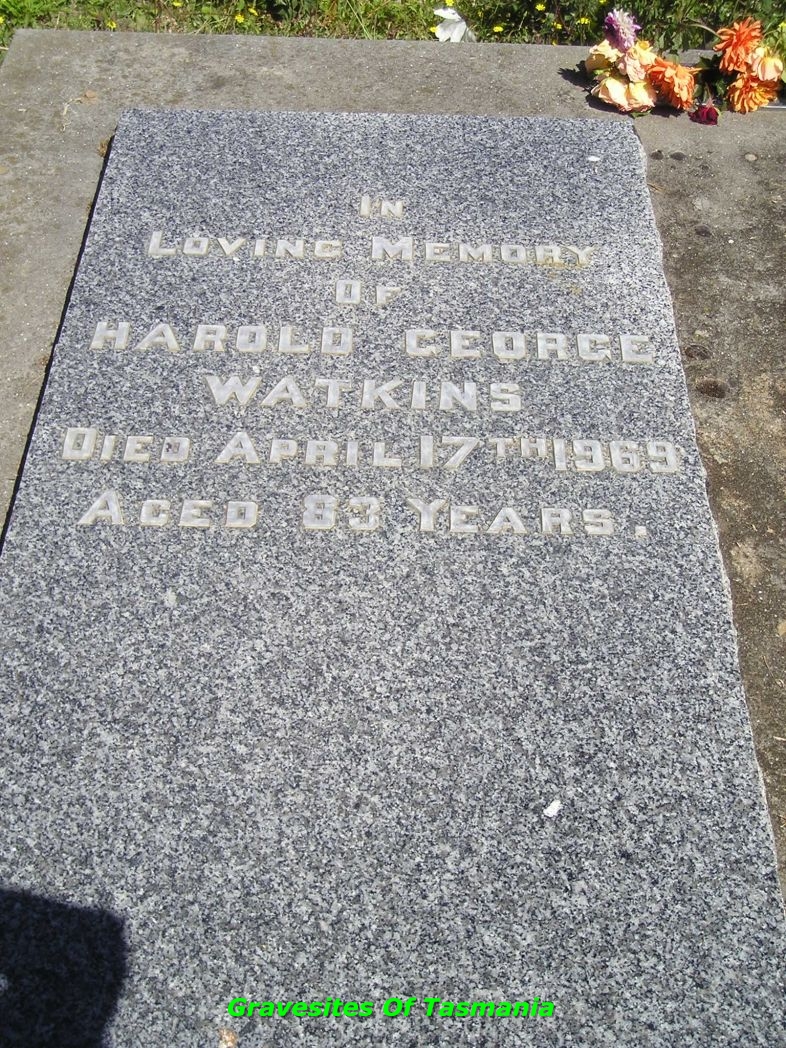 IN
LOVING MEMORY
OF
HAROLD GEORGE
WATKINS
DIED APRIL 17TH 1969
AGED 83 YEARS.
Gravesites Of Tasmania